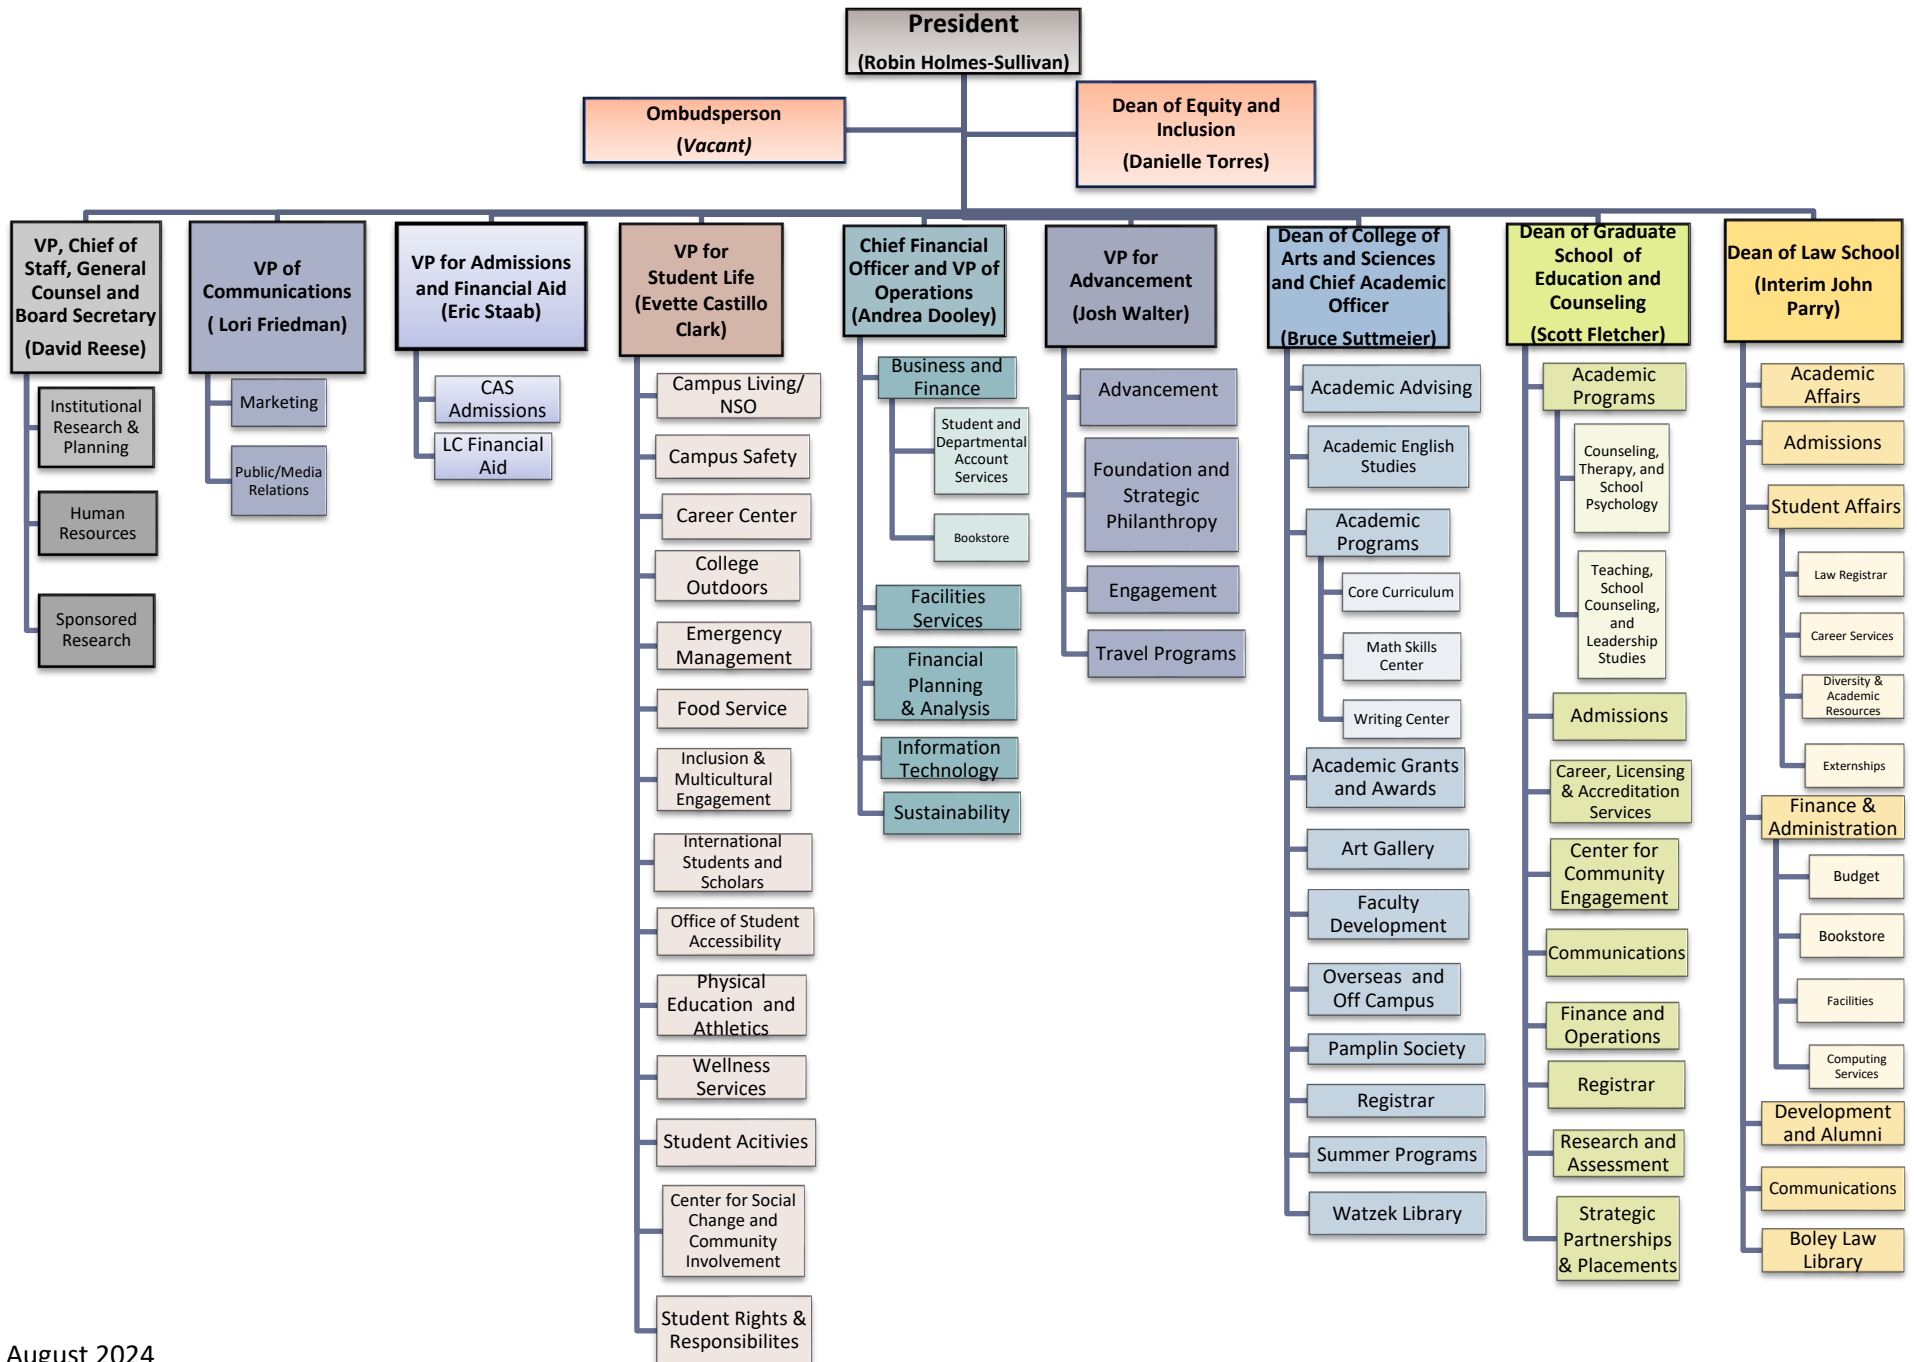 President
(Robin Holmes-Sullivan)
Ombudsperson
(Vacant)
Dean of Equity and
Inclusion
(Danielle Torres)
VP, Chief of
Staff, General
Counsel and
Board Secretary
(David Reese)
Institutional
Research &
Planning
Human
Resources
Sponsored
Research
VP of
Communications
( Lori Friedman)
Marketing
Public/Media
Relations
VP for Admissions
and Financial Aid
(Eric Staab)
CAS
Admissions
LC Financial
Aid
VP for
Student Life
(Evette Castillo
Clark)
Campus Living/
NSO
Campus Safety
Career Center
College
Outdoors
Emergency
Management
Food Service
Inclusion &
Multicultural
Engagement
International
Students and
Scholars
Office of Student
Accessibility
Physical
Education and
Athletics
Wellness
Services
Student Acitivies
Center for Social
Change and
Community
Involvement
Student Rights &
Responsibilites
Chief Financial
Officer and VP of
Operations
(Andrea Dooley)
Business and
Finance
Student and
Departmental
Account
Services
Bookstore
Facilities
Services
Financial
Planning
& Analysis
Information
Technology
Sustainability
VP for
Advancement
(Josh Walter)
Advancement
Foundation and
Strategic
Philanthropy
Engagement
Travel Programs
Dean of College of
Arts and Sciences
and Chief Academic
Officer
(Bruce Suttmeier)
Academic Advising
Academic English
Studies
Academic
Programs
Core Curriculum
Math Skills
Center
Writing Center
Academic Grants
and Awards
Art Gallery
Faculty
Development
Overseas and
Off Campus
Pamplin Society
Registrar
Summer Programs
Watzek Library
Dean of Graduate
School of
Education and
Counseling
(Scott Fletcher)
Academic
Programs
Counseling,
Therapy, and
School
Psychology
Teaching,
School
Counseling,
and
Leadership
Studies
Admissions
Career, Licensing
& Accreditation
Services
Center for
Community
Engagement
Communications
Finance and
Operations
Registrar
Research and
Assessment
Strategic
Partnerships
& Placements
Dean of Law School
(Interim John
Parry)
Academic
Affairs
Admissions
Student Affairs
Law Registrar
Career Services
Diversity &
Academic
Resources
Externships
Finance &
Administration
Budget
Bookstore
Facilities
Computing
Services
Development
and Alumni
Communications
Boley Law
Library
August 2024